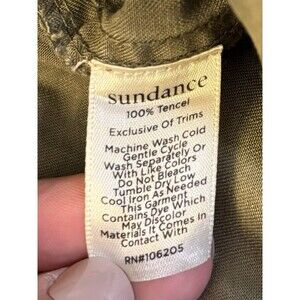 sundance
100% Tencel
Exclusive Of Trims
Machine Wash Cold
Gentle Cycle
Wash Separately Or
With Like Colors
Do Not Bleach
Tumble Dry Low
Cool Iron As Needed
This Garment
Contains Dye Which
May Discolor
Materials It Comes In
Contact With
RN#106205